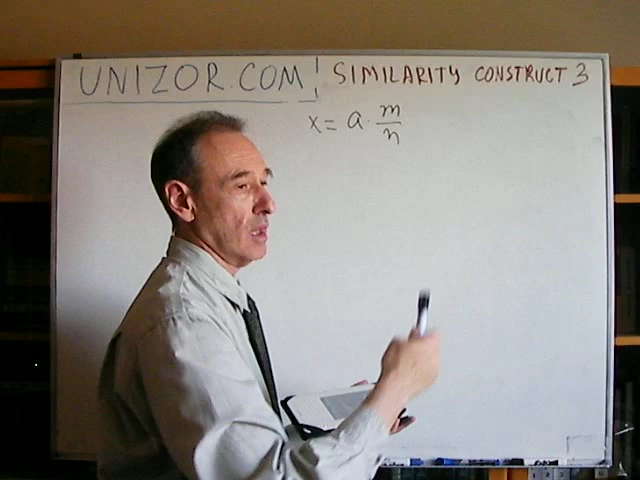 UNIZOR.COM SIMILARITY CONSTRUCT 3
x = a · m/n